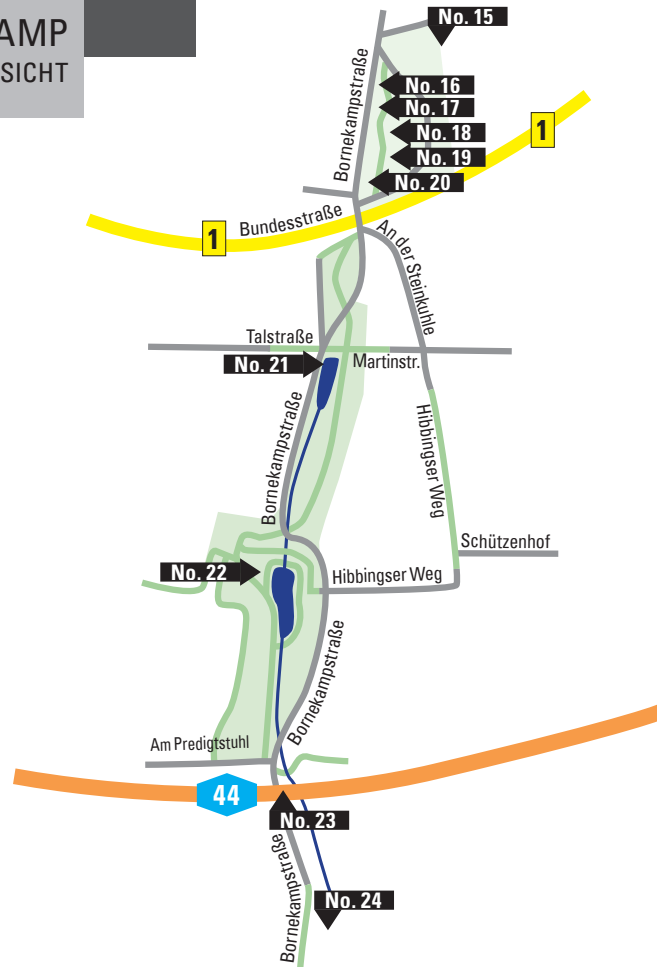 AMP
SICHT
No. 15
Bornekampstraße
No. 16
No. 17
No. 18
No. 19
No. 20
1
Bundesstraße
1
An der Steinkuhle
Talstraße
Martinstr.
No. 21
Bornekampstraße
Hibbingser Weg
Schützenhof
No. 22
Hibbingser Weg
Bornekampstraße
Am Predigtstuhl
44
No. 23
Bornekampstraße
No. 24